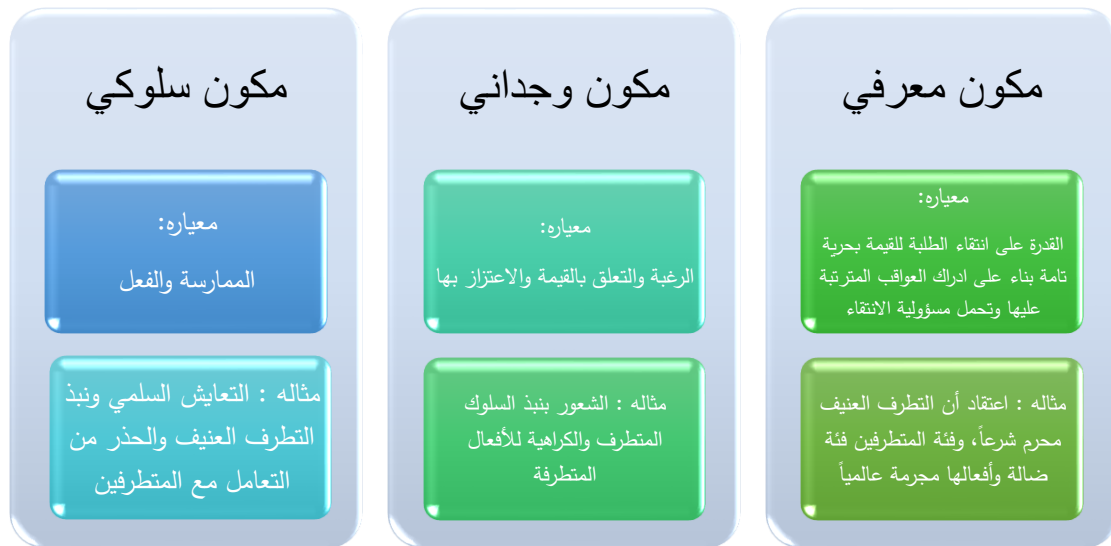 مكون معرفي
معياره:
القدرة على انتقاء الطلبة للقيمة بحريةٍ
تامة بناء على ادراك العواقب المترتبة
عليها وتحمل مسؤولية الانتقاء
مثاله : اعتقاد أن التطرف العنيف
محرم شرعاً، وفئة المتطرفين فئة
ضالة وأفعالها مجرمة عالمياً
مكون وجداني
معياره:
الرغبة والتعلق بالقيمة والاعتزاز بها
مثاله : الشعور بنبذ السلوك
المتطرف والكراهية للأفعال
المتطرفة
مكون سلوكي
معياره:
الممارسة والفعل
مثاله : التعايش السلمي ونبذ
التطرف العنيف والحذر من
التعامل مع المتطرفين